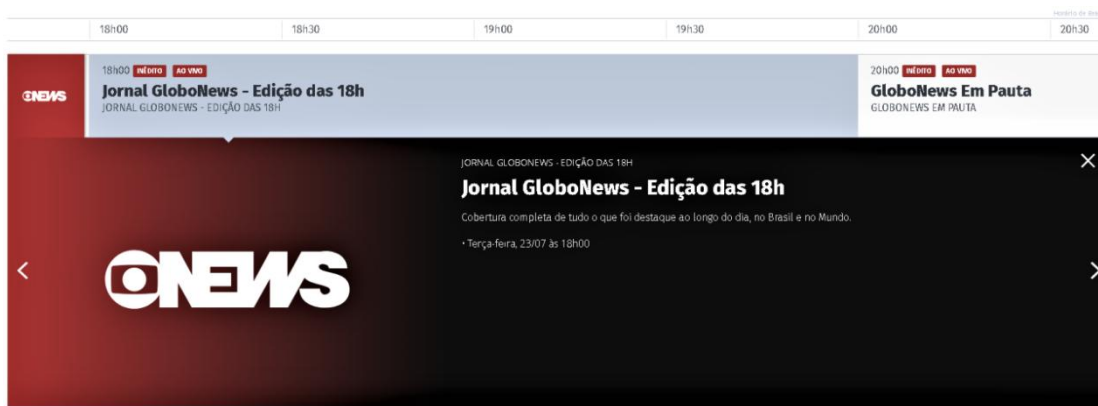 18h00 18h30 19h00 19h30 20h00 20h30
NEWS
18h00 INÉDITO AO VIVO
Jornal GloboNews - Edição das 18h
JORNAL GLOBONEWS - EDIÇÃO DAS 18H
20h00 INÉDITO AO VIVO
GloboNews Em Pauta
GLOBONEWS EM PAUTA
JORNAL GLOBONEWS - EDIÇÃO DAS 18H
Jornal GloboNews - Edição das 18h
Cobertura completa de tudo o que foi destaque ao longo do dia, no Brasil e no Mundo.
• Terça-feira, 23/07 às 18h00
NEWS